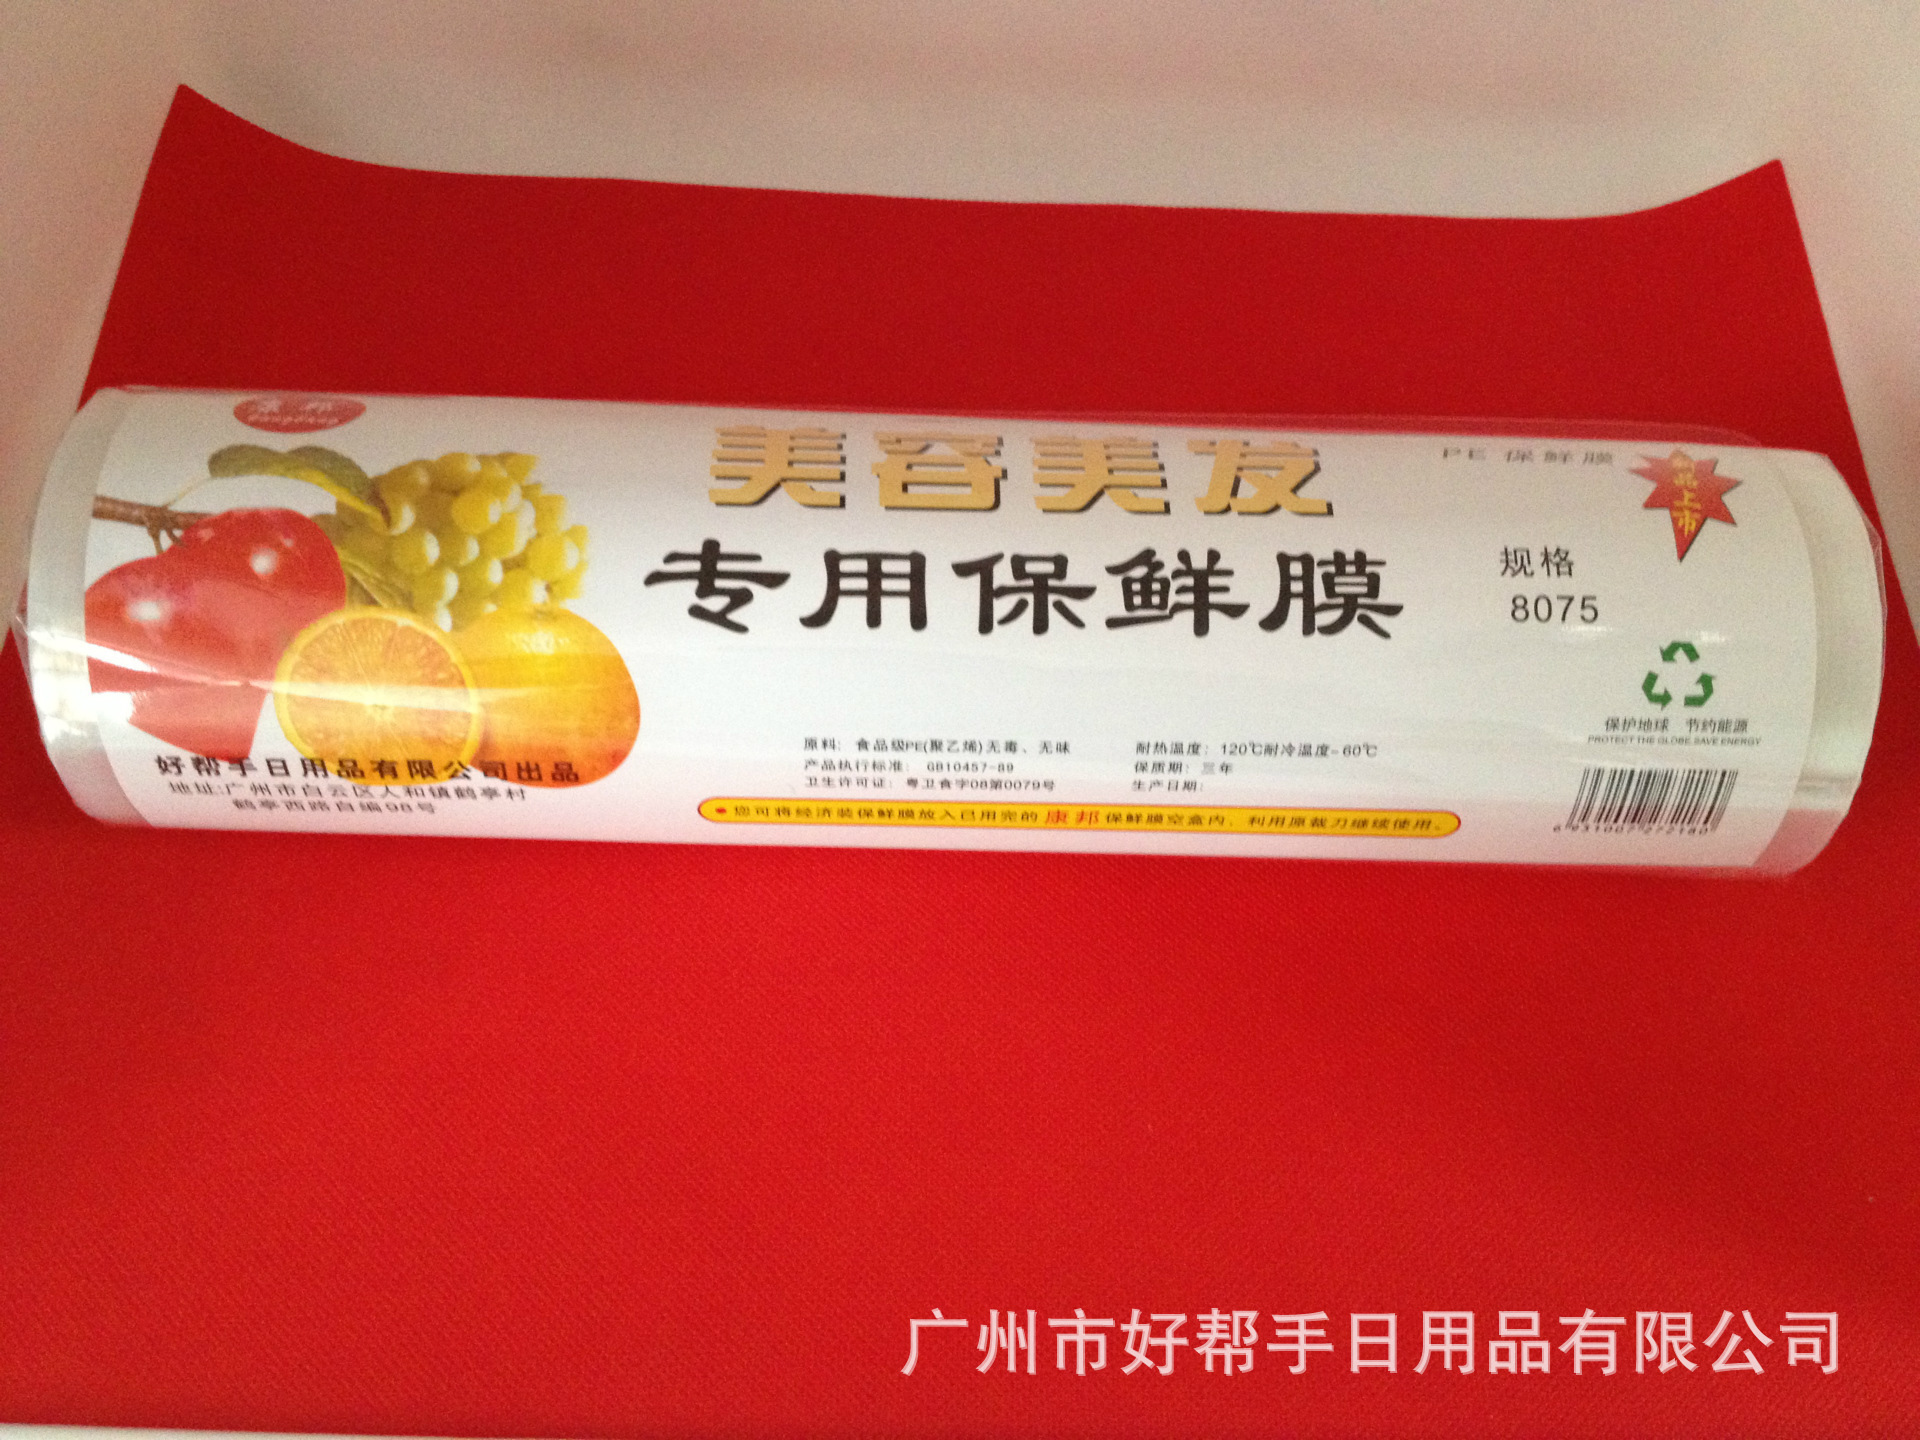 美容美发
专用保鲜膜
PE 保鲜膜
新品上市
规格
8075
保护地球 节约能源
PROTECT THE GLOBE SAVE ENERGY
好帮手日用品有限公司出品
地址:广州市白云区人和镇鹤亭村
鹤亭西路自编98号
原料: 食品级PE(聚乙烯)无毒、无味
产品执行标准: GB10457-89
卫生许可证: 粤卫食字08第0079号
耐热温度: 120℃耐冷温度-60℃
保质期: 三年
生产日期:
您可将经济装保鲜膜放入已用完的 康邦 保鲜膜空盒内, 利用原裁刀继续使用。
6 931007 272180
广州市好帮手日用品有限公司